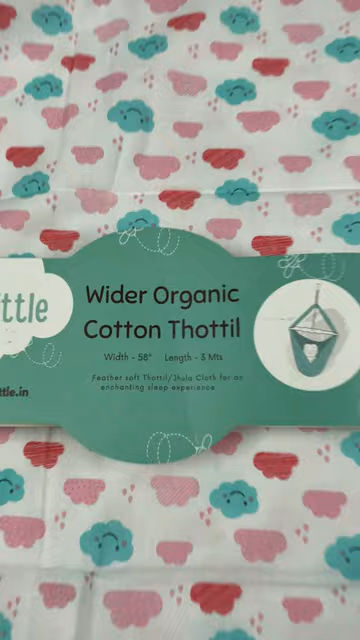 ttle
Wider Organic
Cotton Thottil
Width - 58" Length - 3 Mts
Feather soft Thottil/Jhula Cloth for an
enchanting sleep experience
ttle.in